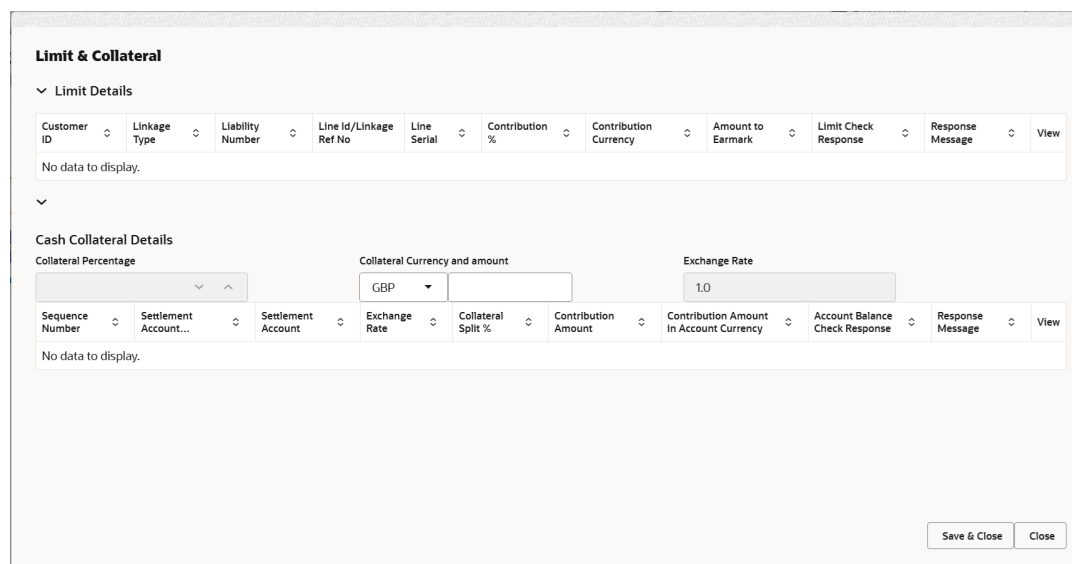 Limit & Collateral
Limit Details
Customer ID Linkage Type Liability Number Line Id/Linkage Ref No Line Serial Contribution % Contribution Currency Amount to Earmark Limit Check Response Response Message View
No data to display.
Cash Collateral Details
Collateral Percentage Collateral Currency and amount Exchange Rate
GBP 1.0
Sequence Number Settlement Account... Settlement Account Exchange Rate Collateral Split % Contribution Amount Contribution Amount in Account Currency Account Balance Check Response Response Message View
No data to display.
Save & Close Close